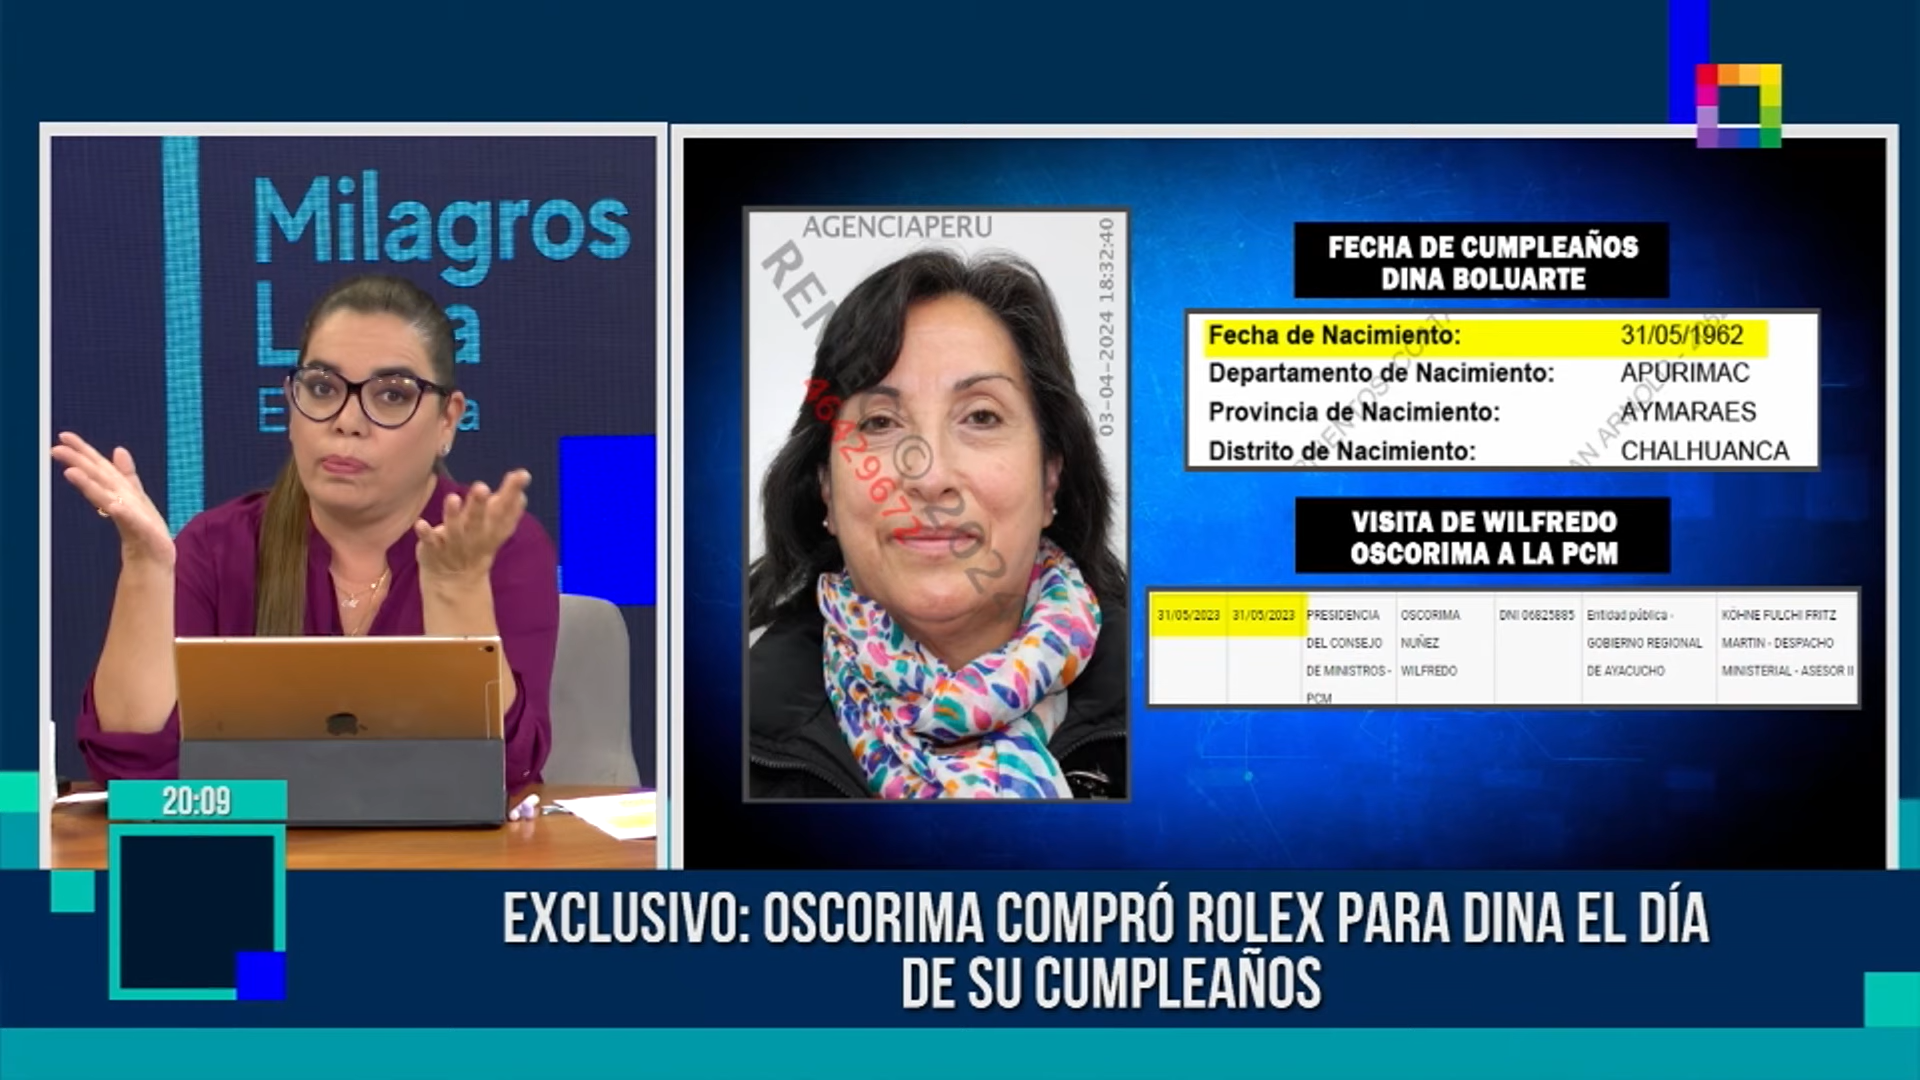 Milagros
L a
E a
AGENCIAPERU
REN
03-04-2024 18:32:40
©
202
FECHA DE CUMPLEAÑOS
DINA BOLUARTE
Fecha de Nacimiento: 31/05/1962
Departamento de Nacimiento: APURIMAC
Provincia de Nacimiento: AYMARAES
Distrito de Nacimiento: CHALHUANCA
VISITA DE WILFREDO
OSCORIMA A LA PCM
31/05/2023 31/05/2023 PRESIDENCIA OSCORIMA DNI 06825885 Entidad pública - KÖHNE FULCHI FRITZ
DEL CONSEJO NUÑEZ GOBIERNO REGIONAL MARTIN - DESPACHO
DE MINISTROS - WILFREDO DE AYACUCHO MINISTERIAL - ASESOR II
PCM
20:09
EXCLUSIVO: OSCORIMA COMPRÓ ROLEX PARA DINA EL DÍA
DE SU CUMPLEAÑOS